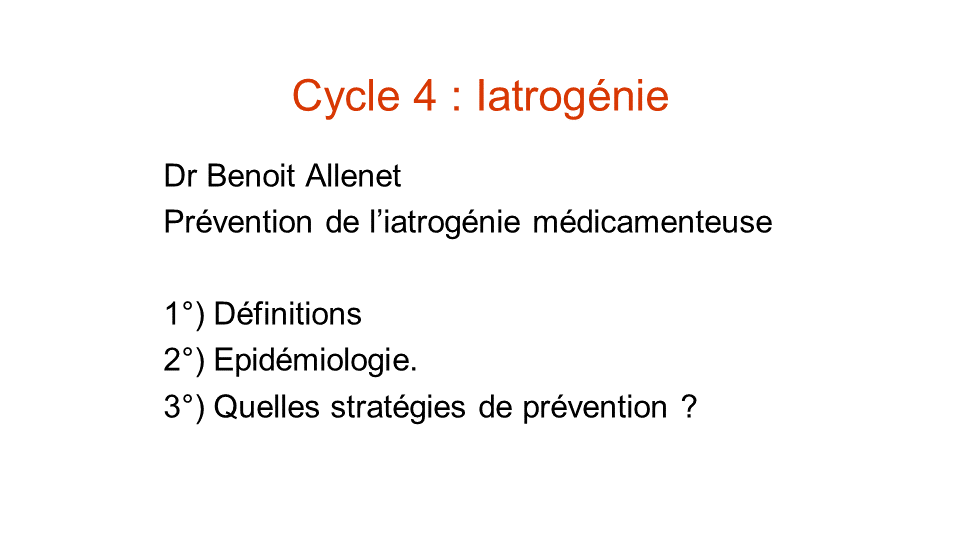 Cycle 4 : Iatrogénie
Dr Benoit Allenet
Prévention de l’iatrogénie médicamenteuse
1°) Définitions
2°) Epidémiologie.
3°) Quelles stratégies de prévention ?